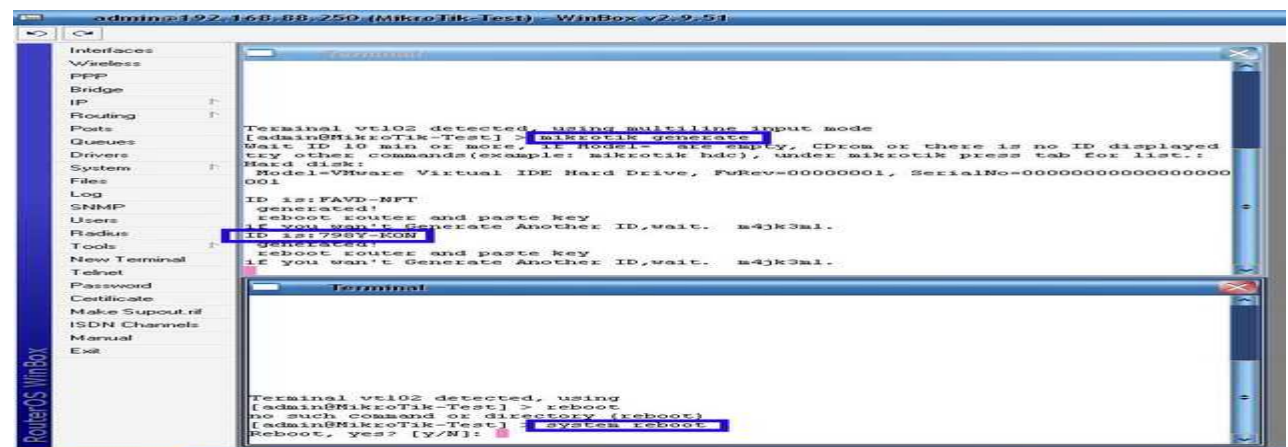 admin@192.168.88.250 (MikroTik-Test) - WinBox v2.9.51
Interfaces
Wireless
PPP
Bridge
IP
Routing
Ports
Queues
Drivers
System
Files
Log
SNMP
Users
Radius
Tools
New Terminal
Telnet
Password
Certificate
Make Supout.rif
ISDN Channels
Manual
Exit
RouterOS WinBox
Terminal
Terminal vt102 detected, using multiline input mode
[admin@MikroTik-Test] > mikrotik generate
Wait ID 10 min or more, if Model= are empty, CDrom or there is no ID displayed
try other commands(example: mikrotik hdc), under mikrotik press tab for list.:
Hard disk:
Model=VMware Virtual IDE Hard Drive, FwRev=00000001, SerialNo=00000000000000000
001
ID is:FAVD-NFT
generated!
reboot router and paste key
if you wan't Generate Another ID,wait. m4jk3ml.
ID is:798Y-KON
generated!
reboot router and paste key
if you wan't Generate Another ID,wait. m4jk3ml.
Terminal
Terminal vt102 detected, using
[admin@MikroTik-Test] > reboot
no such command or directory (reboot)
[admin@MikroTik-Test] > system reboot
Reboot, yes? [y/N]: